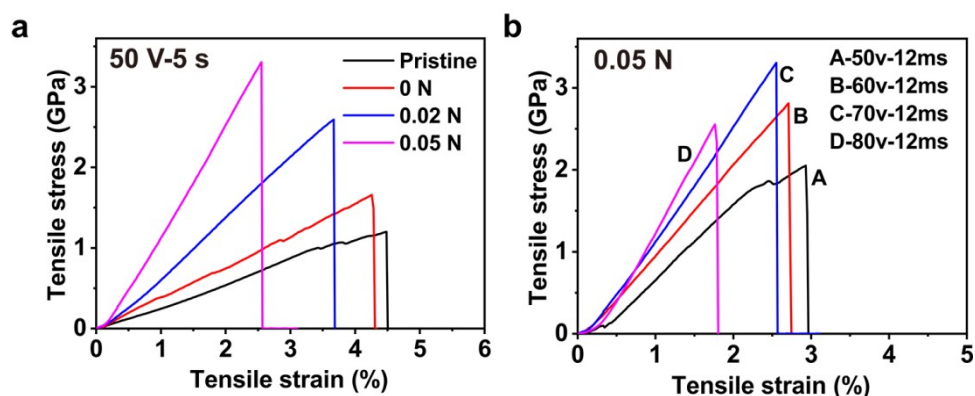 a
50 V-5 s
Pristine
0 N
0.02 N
0.05 N
Tensile stress (GPa)
3
2
1
0
0 1 2 3 4 5 6
Tensile strain (%)
b
0.05 N
A-50v-12ms
B-60v-12ms
C-70v-12ms
D-80v-12ms
C
B
D
A
Tensile stress (GPa)
3
2
1
0
0 1 2 3 4 5
Tensile strain (%)